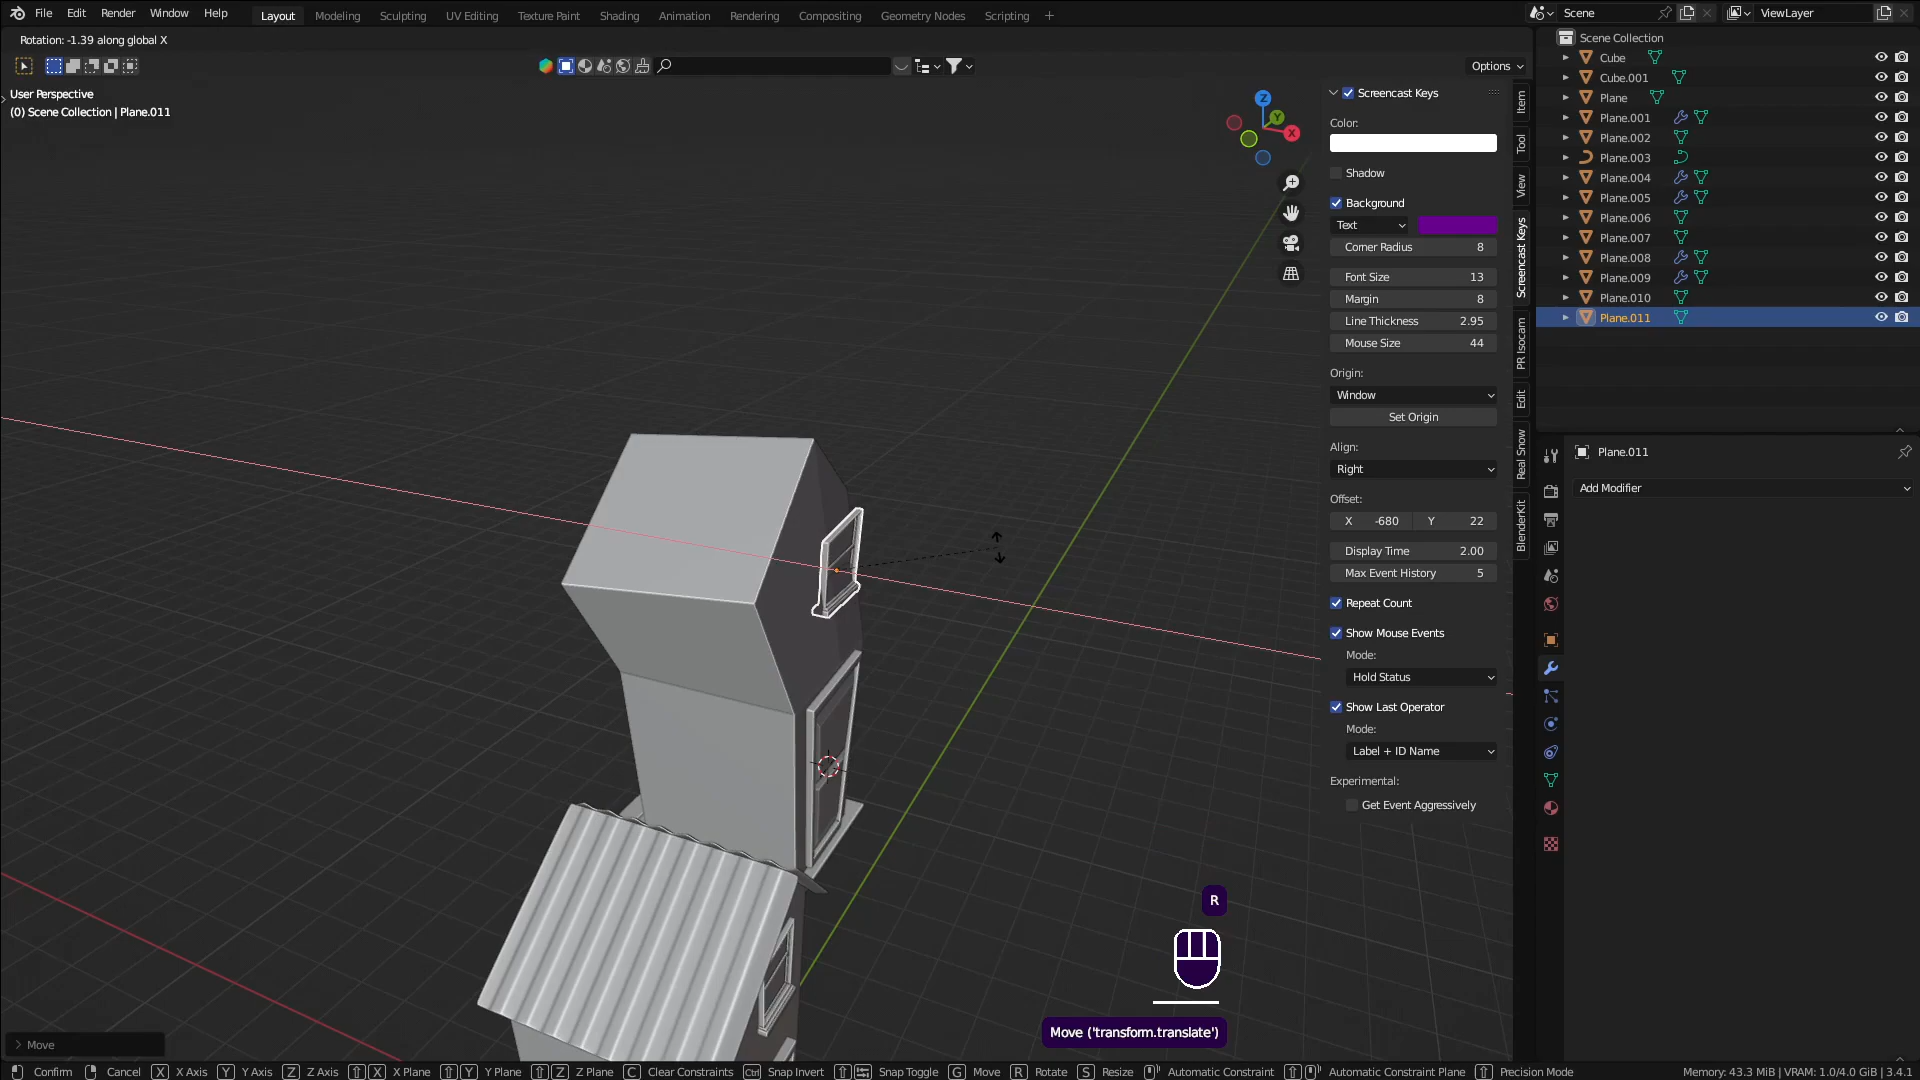 File Edit Render Window Help Layout Modeling Sculpting UV Editing Texture Paint Shading Animation Rendering Compositing Geometry Nodes Scripting + Scene ViewLayer
Rotation: -1.39 along global X
Options
User Perspective
(0) Scene Collection | Plane.011
Z
Y
X
Screencast Keys
Color:
Shadow
Background
Text
Corner Radius 8
Font Size 13
Margin 8
Line Thickness 2.95
Mouse Size 44
Origin:
Window
Set Origin
Align:
Right
Offset:
X -680 Y 22
Display Time 2.00
Max Event History 5
Repeat Count
Show Mouse Events
Mode:
Hold Status
Show Last Operator
Mode:
Label + ID Name
Experimental:
Get Event Aggressively
Item
Tool
View
Screencast Keys
PR Isocam
Edit
Real Snow
BlenderKit
Scene Collection
Cube
Cube.001
Plane
Plane.001
Plane.002
Plane.003
Plane.004
Plane.005
Plane.006
Plane.007
Plane.008
Plane.009
Plane.010
Plane.011
Plane.011
Add Modifier
R
Move ('transform.translate')
Move
Confirm Cancel X X Axis Y Y Axis Z Z Axis X X Plane Y Y Plane Z Z Plane C Clear Constraints Ctrl Snap Invert Snap Toggle G Move R Rotate S Resize Automatic Constraint Automatic Constraint Plane Precision Mode Memory: 43.3 MiB | VRAM: 1.0/4.0 GiB | 3.4.1